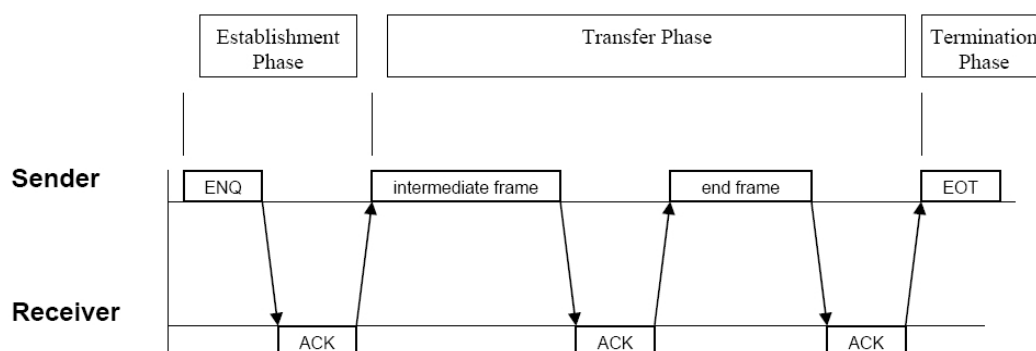 Establishment
Phase
Transfer Phase
Termination
Phase
Sender
ENQ
intermediate frame
end frame
EOT
Receiver
ACK
ACK
ACK